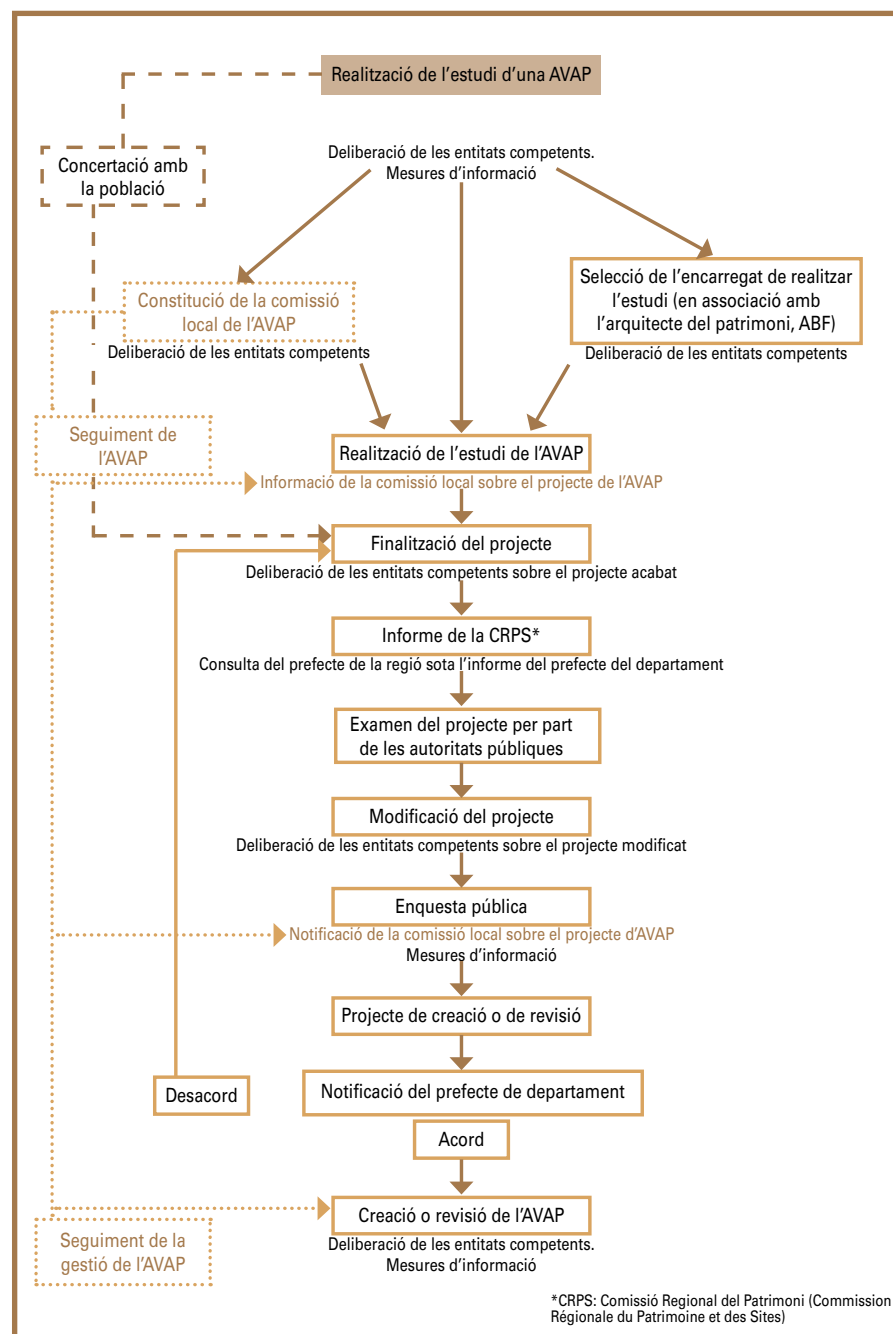 Realització de l'estudi d'una AVAP
Concertació amb
la població
Deliberació de les entitats competents.
Mesures d'informació
Constitució de la comissió
local de l'AVAP
Deliberació de les entitats competents
Selecció de l'encarregat de realitzar
l'estudi (en associació amb
l'arquitecte del patrimoni, ABF)
Deliberació de les entitats competents
Seguiment de
l'AVAP
Realització de l'estudi de l'AVAP
Informació de la comissió local sobre el projecte de l'AVAP
Finalització del projecte
Deliberació de les entitats competents sobre el projecte acabat
Informe de la CRPS*
Consulta del prefecte de la regió sota l'informe del prefecte del departament
Examen del projecte per part
de les autoritats públiques
Modificació del projecte
Deliberació de les entitats competents sobre el projecte modificat
Enquesta pública
Notificació de la comissió local sobre el projecte d'AVAP
Mesures d'informació
Projecte de creació o de revisió
Desacord
Notificació del prefecte de departament
Acord
Creació o revisió de l'AVAP
Deliberació de les entitats competents.
Mesures d'informació
Seguiment de la
gestió de l'AVAP
*CRPS: Comissió Regional del Patrimoni (Commission
Régionale du Patrimoine et des Sites)